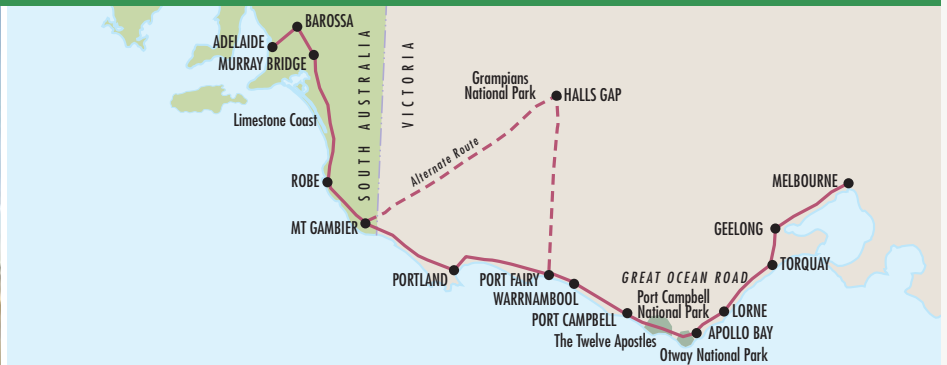 BAROSSA
ADELAIDE
MURRAY BRIDGE
Limestone Coast
SOUTH AUSTRALIA
VICTORIA
Grampians
National Park
HALLS GAP
Alternate Route
ROBE
MT GAMBIER
MELBOURNE
GEELONG
TORQUAY
PORTLAND
PORT FAIRY
WARRNAMBOOL
GREAT OCEAN ROAD
Port Campbell
National Park
PORT CAMPBELL
LORNE
The Twelve Apostles
APOLLO BAY
Otway National Park